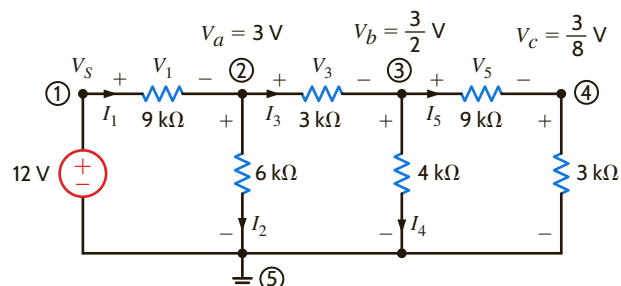 V_a = 3 V
V_b = 3/2 V
V_c = 3/8 V
V_S + V_1 − ② + V_3 − ③ + V_5 − ④
①
I_1 9 kΩ + I_3 3 kΩ + I_5 9 kΩ +
12 V + − 6 kΩ 4 kΩ 3 kΩ
− I_2 − I_4 −
⑤